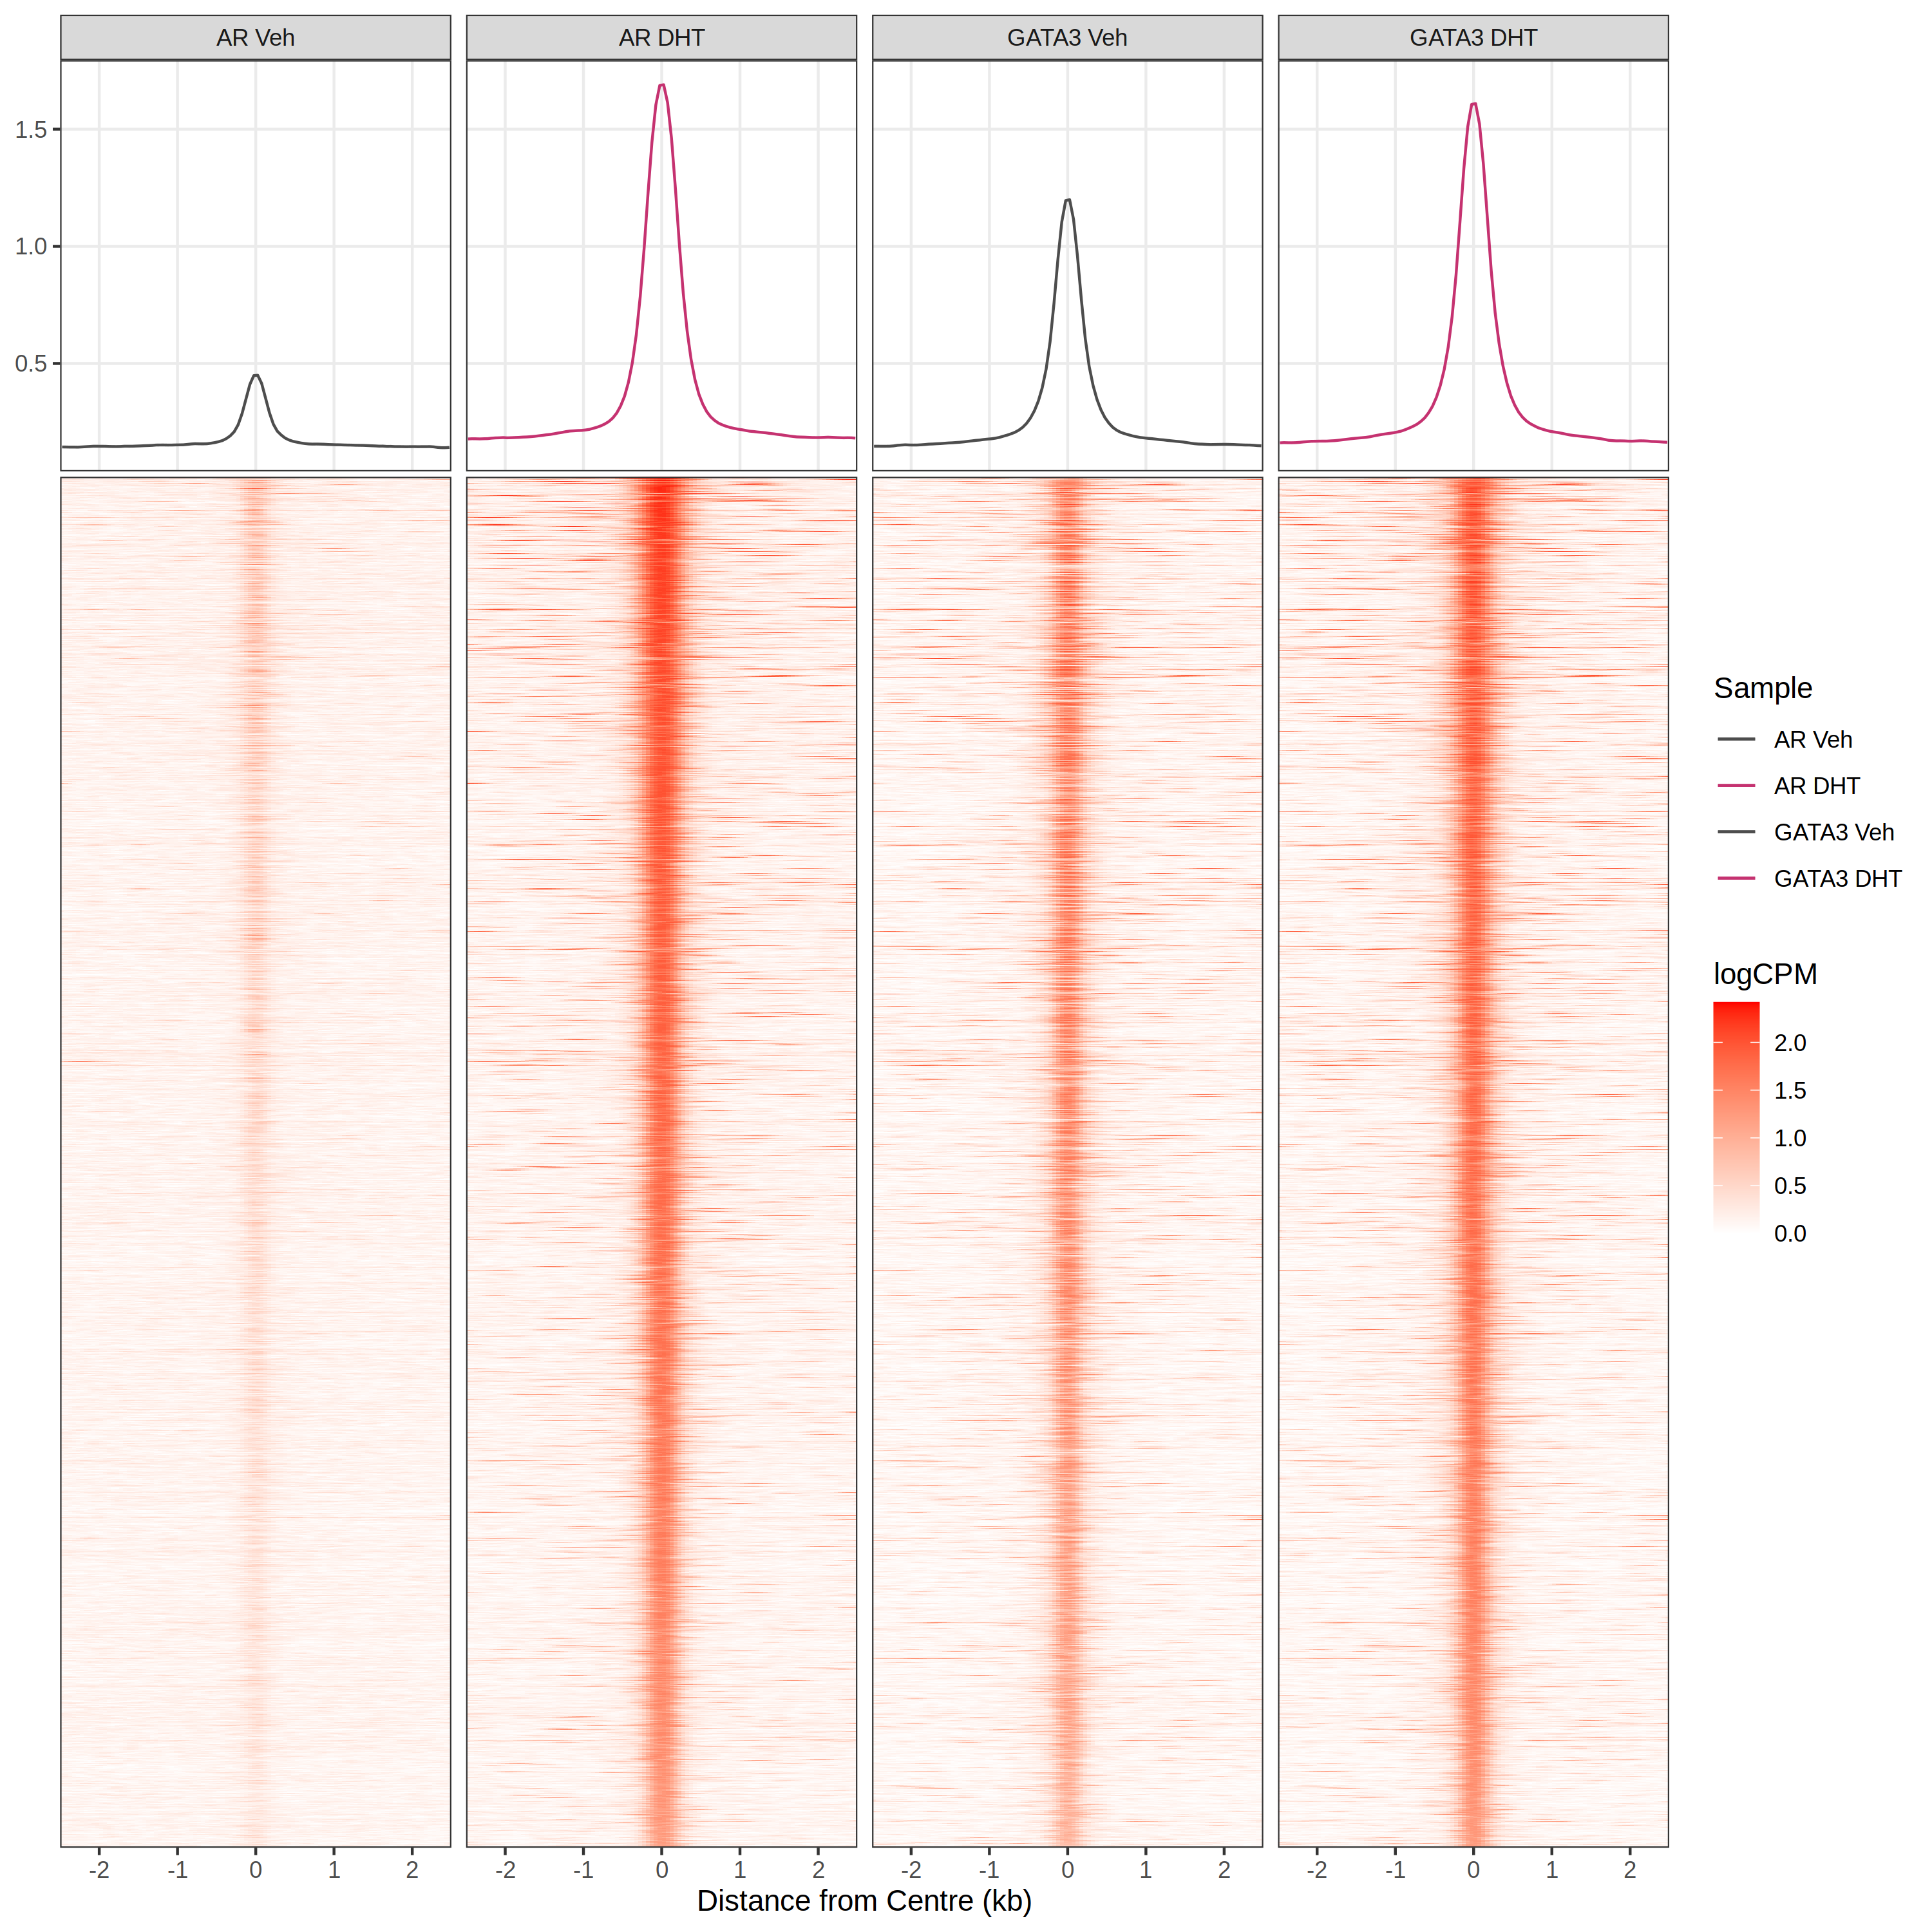 AR Veh
AR DHT
GATA3 Veh
GATA3 DHT
1.5
1.0
0.5
-2 -1 0 1 2
-2 -1 0 1 2
-2 -1 0 1 2
-2 -1 0 1 2
Distance from Centre (kb)
Sample
AR Veh
AR DHT
GATA3 Veh
GATA3 DHT
logCPM
2.0
1.5
1.0
0.5
0.0